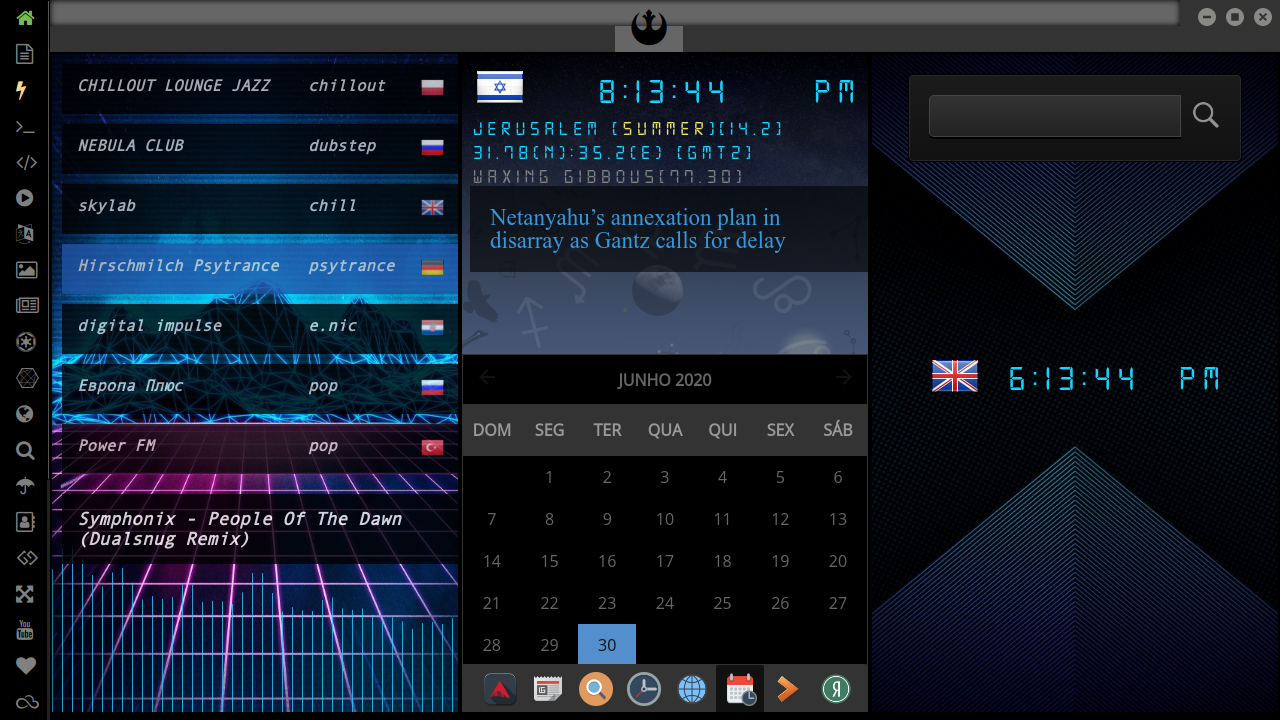 CHILLOUT LOUNGE JAZZ chillout
NEBULA CLUB dubstep
skylab chill
Hirschmilch Psytrance psytrance
digital impulse e.nic
Европа Плюс pop
Power FM pop
Symphonix - People Of The Dawn
(Dualsnug Remix)
8:13:44 PM
JERUSALEM (SUMMER)(14.2)
31.78(N):35.2(E) (GMT2)
WAXING GIBBOUS(77.30)
Netanyahu’s annexation plan in
disarray as Gantz calls for delay
JUNHO 2020
DOM SEG TER QUA QUI SEX SÁB
1 2 3 4 5 6
7 8 9 10 11 12 13
14 15 16 17 18 19 20
21 22 23 24 25 26 27
28 29 30
6:13:44 PM
You
Tube
Я